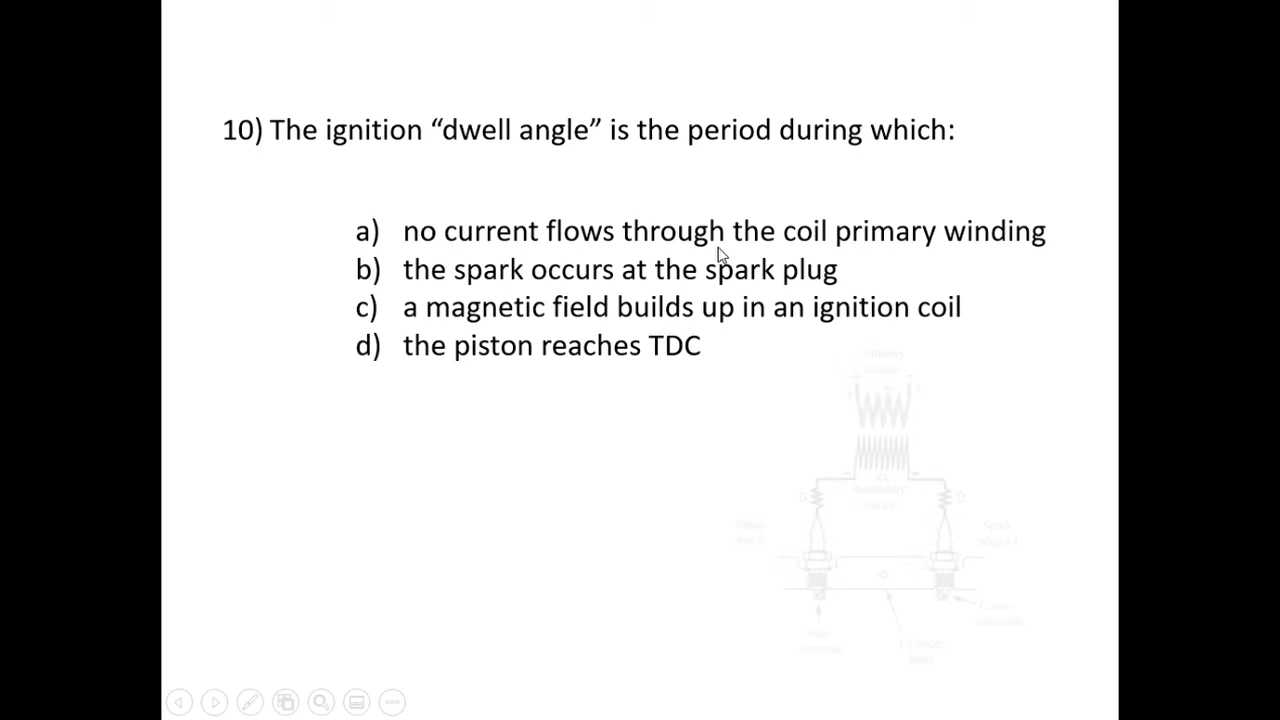 10) The ignition “dwell angle” is the period during which:
a) no current flows through the coil primary winding
b) the spark occurs at the spark plug
c) a magnetic field builds up in an ignition coil
d) the piston reaches TDC
Spark